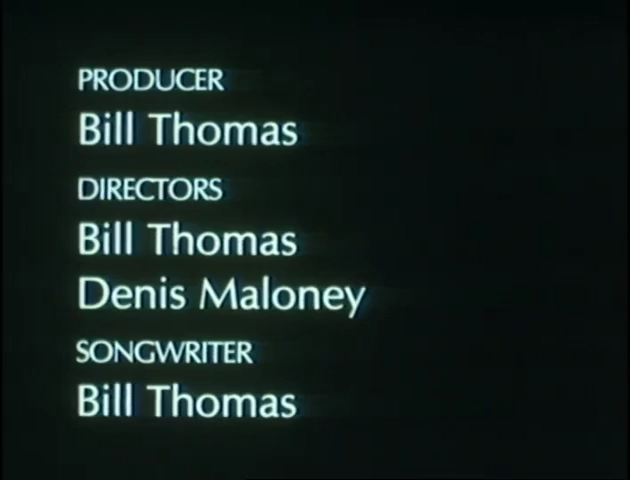 PRODUCER
Bill Thomas
DIRECTORS
Bill Thomas
Denis Maloney
SONGWRITER
Bill Thomas